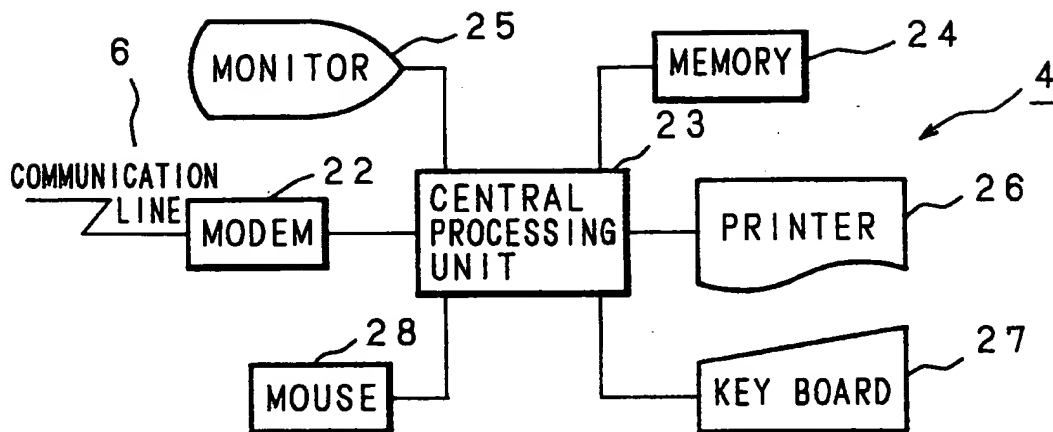 25
24
6
MONITOR
MEMORY
4
23
COMMUNICATION
LINE
22
MODEM
CENTRAL
PROCESSING
UNIT
26
PRINTER
28
MOUSE
27
KEY BOARD